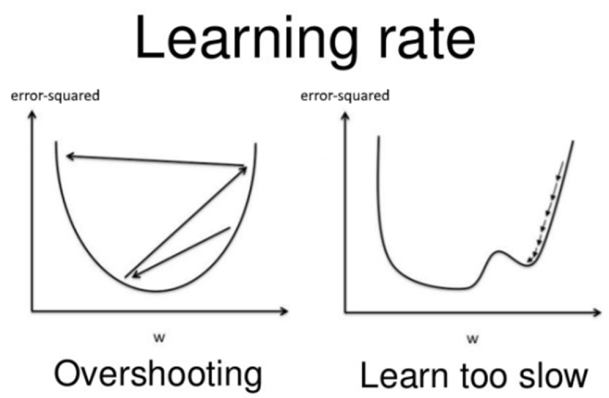 Learning rate
error-squared
error-squared
w
w
Overshooting
Learn too slow